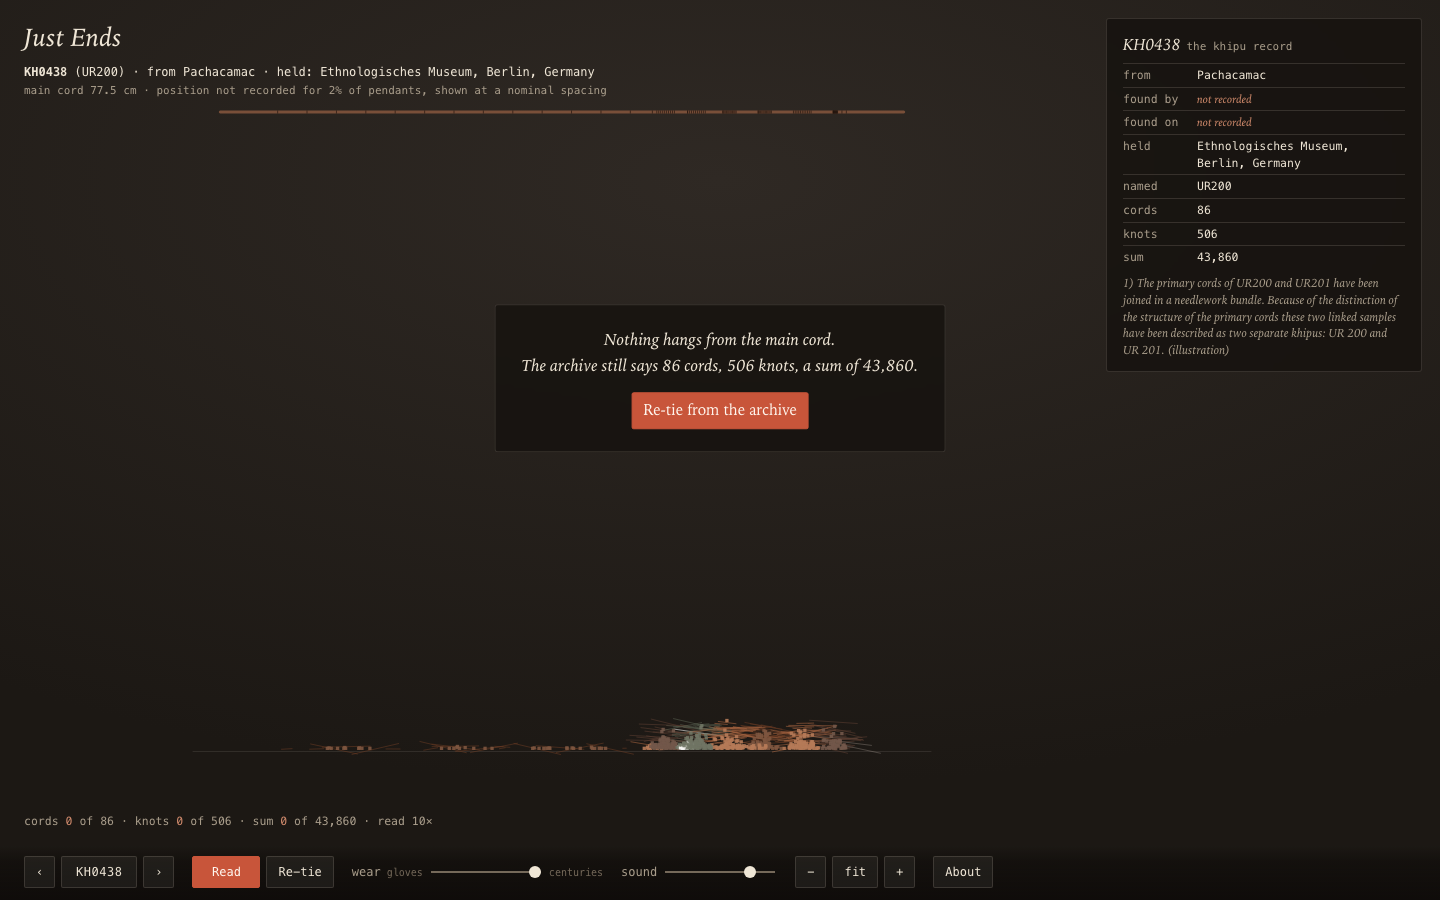 Just Ends
KH0438 (UR200) · from Pachacamac · held: Ethnologisches Museum, Berlin, Germany
main cord 77.5 cm · position not recorded for 2% of pendants, shown at a nominal spacing
KH0438 the khipu record
from Pachacamac
found by not recorded
found on not recorded
held Ethnologisches Museum,
Berlin, Germany
named UR200
cords 86
knots 506
sum 43,860
1) The primary cords of UR200 and UR201 have been
joined in a needlework bundle. Because of the distinction of
the structure of the primary cords these two linked samples
have been described as two separate khipus: UR 200 and
UR 201. (illustration)
Nothing hangs from the main cord.
The archive still says 86 cords, 506 knots, a sum of 43,860.
Re-tie from the archive
cords 0 of 86 · knots 0 of 506 · sum 0 of 43,860 · read 10×
‹ KH0438 › Read Re-tie wear gloves centuries sound − fit + About